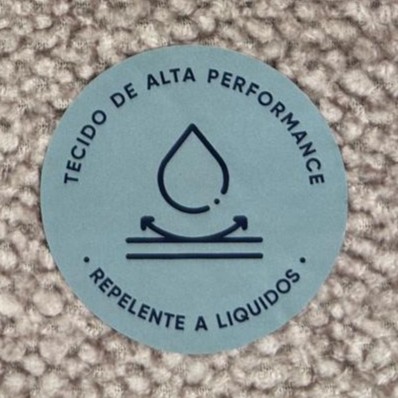 TECIDO DE ALTA PERFORMANCE
• REPELENTE A LIQUIDOS •